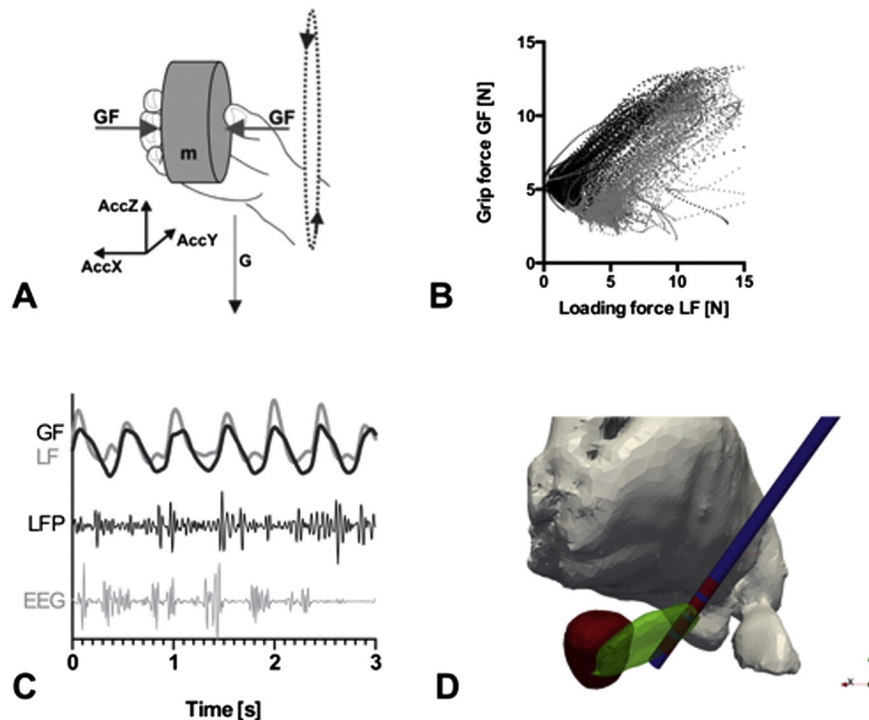 GF
GF
m
AccZ
AccY
AccX
G
A
15
10
5
0
Grip force GF [N]
0
5
10
15
Loading force LF [N]
B
GF
LF
LFP
EEG
0
1
2
3
Time [s]
C
D
x